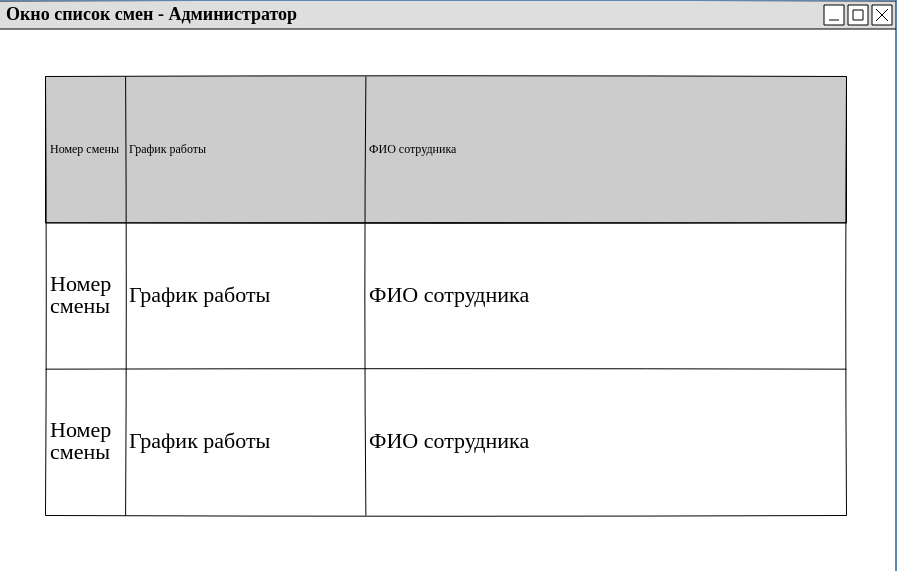 Окно список смен - Администратор
Номер смены График работы ФИО сотрудника
Номер
смены
График работы ФИО сотрудника
Номер
смены
График работы ФИО сотрудника